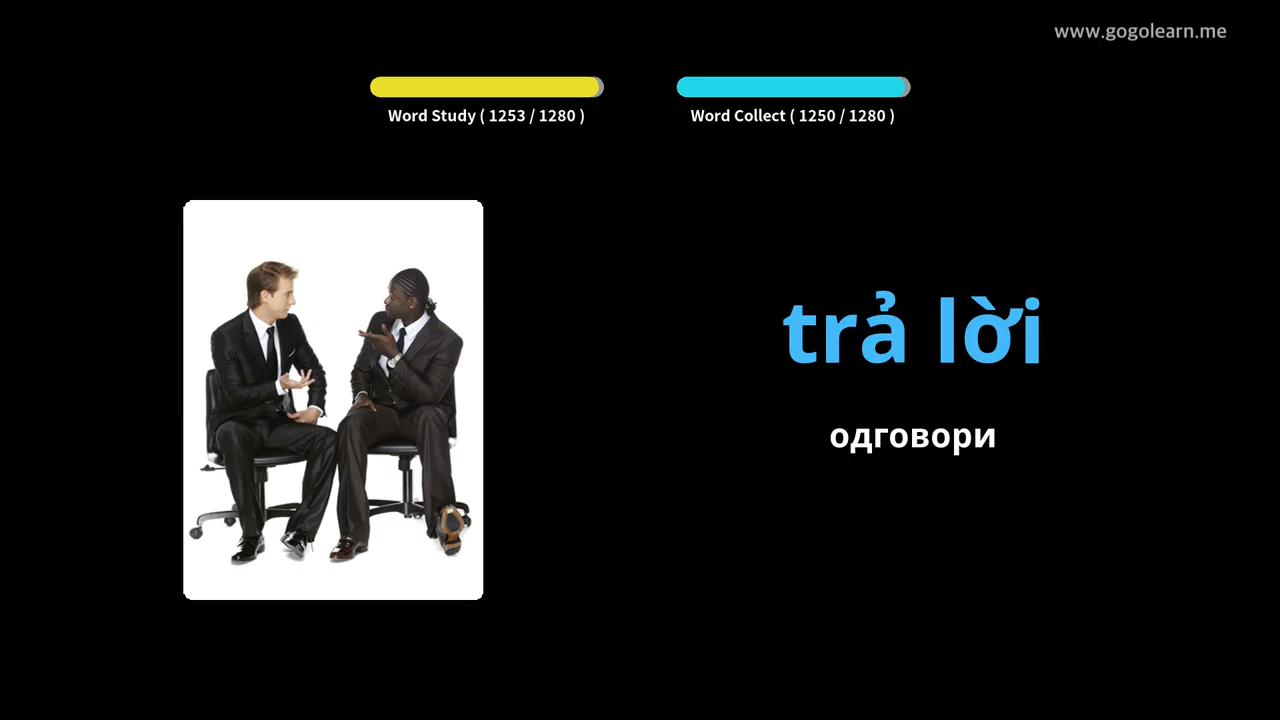 www.gogolearn.me
Word Study ( 1253 / 1280 )
Word Collect ( 1250 / 1280 )
trả lời
одговори